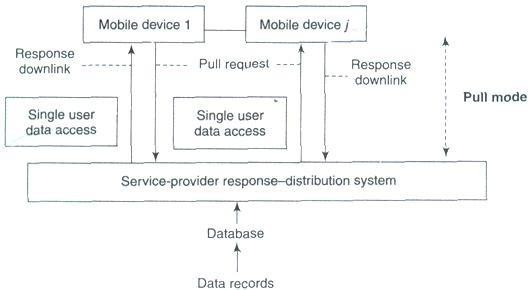 Mobile device 1
Mobile device j
Response
downlink
Pull request
Response
downlink
Pull mode
Single user
data access
Single user
data access
Service-provider response–distribution system
Database
Data records